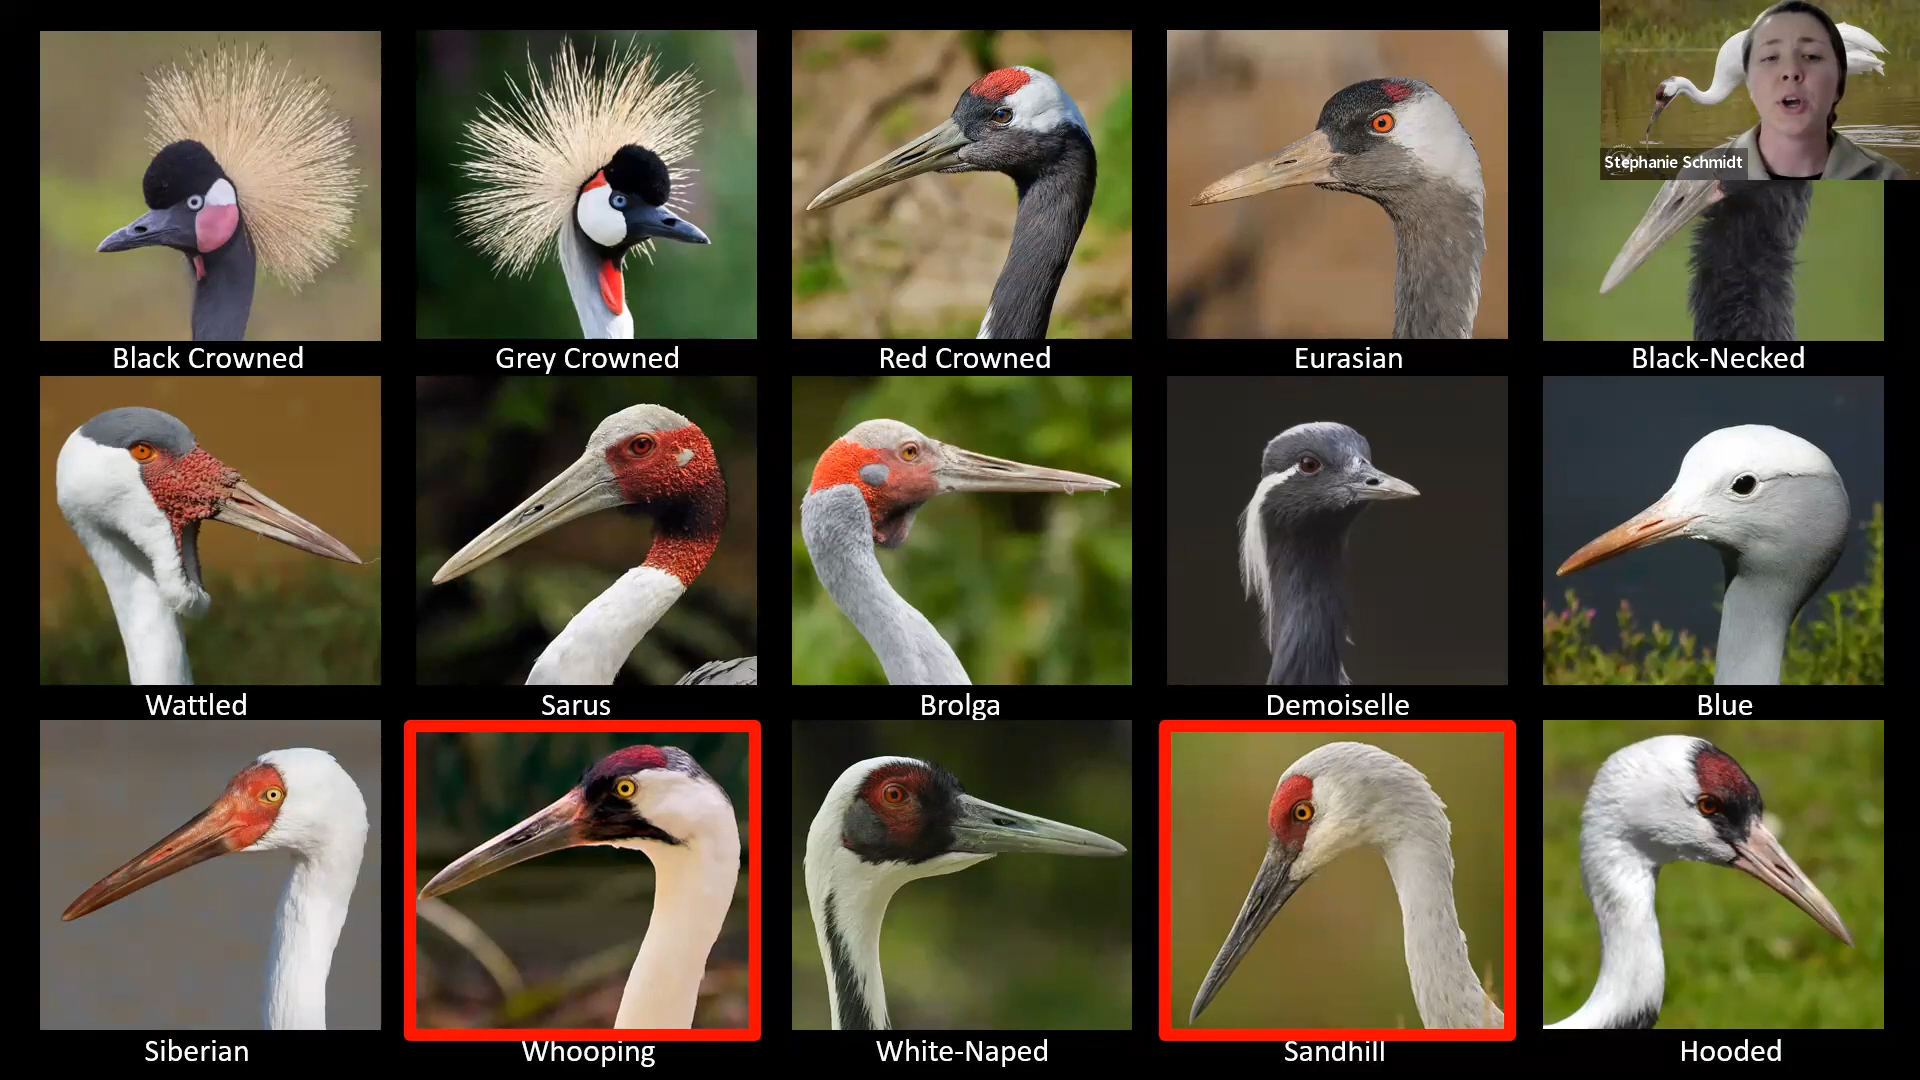 Stephanie Schmidt
Black Crowned
Grey Crowned
Red Crowned
Eurasian
Black-Necked
Wattled
Sarus
Brolga
Demoiselle
Blue
Siberian
Whooping
White-Naped
Sandhill
Hooded